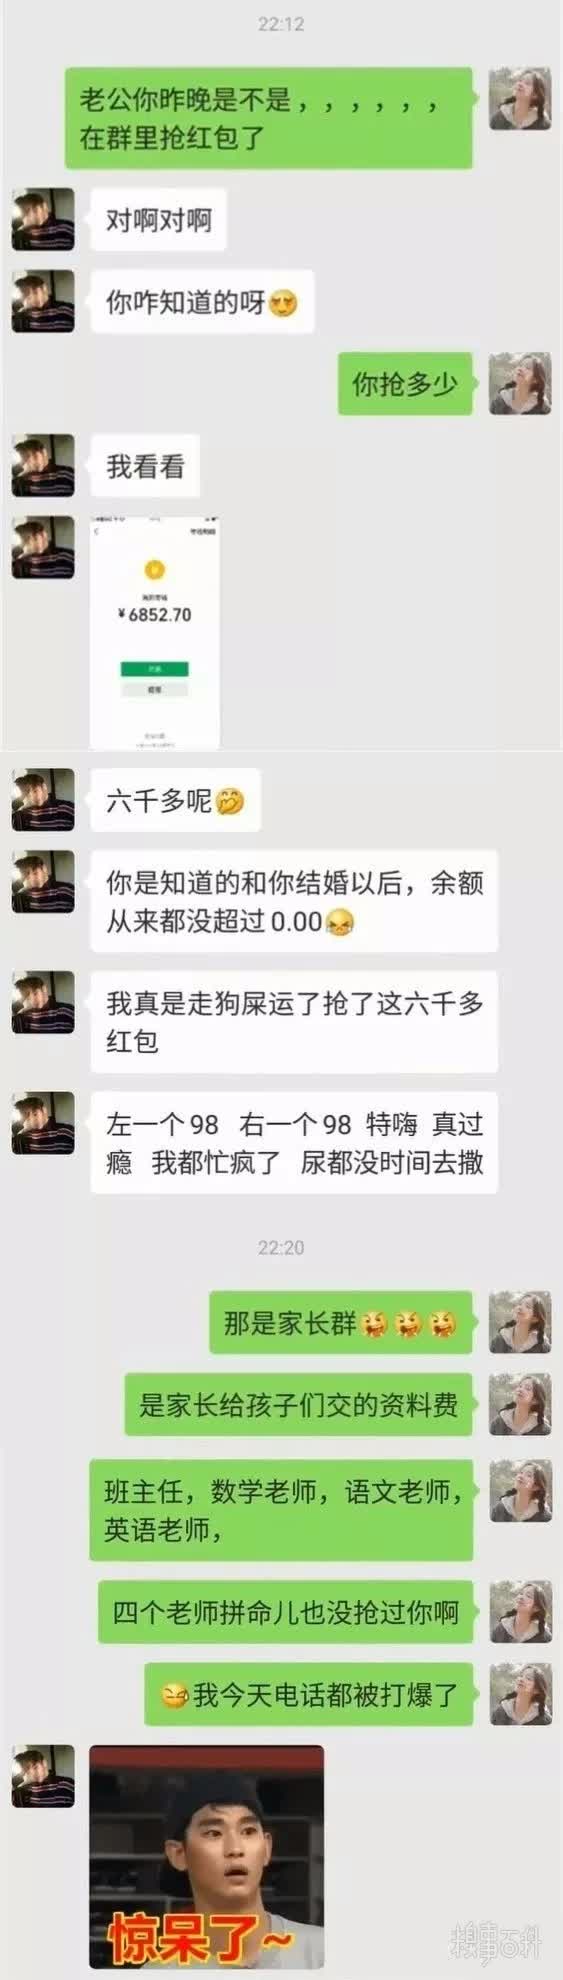 22:12
老公你昨晚是不是，，，，，，
在群里抢红包了
对啊对啊
你咋知道的呀
你抢多少
我看看
¥6852.70
六千多呢
你是知道的和你结婚以后，余额
从来都没超过0.00
我真是走狗屎运了抢了这六千多
红包
左一个98 右一个98 特嗨 真过
瘾 我都忙疯了 尿都没时间去撒
22:20
那是家长群
是家长给孩子们交的资料费
班主任，数学老师，语文老师，
英语老师，
四个老师拼命儿也没抢过你啊
我今天电话都被打爆了
惊呆了~
糗事百科